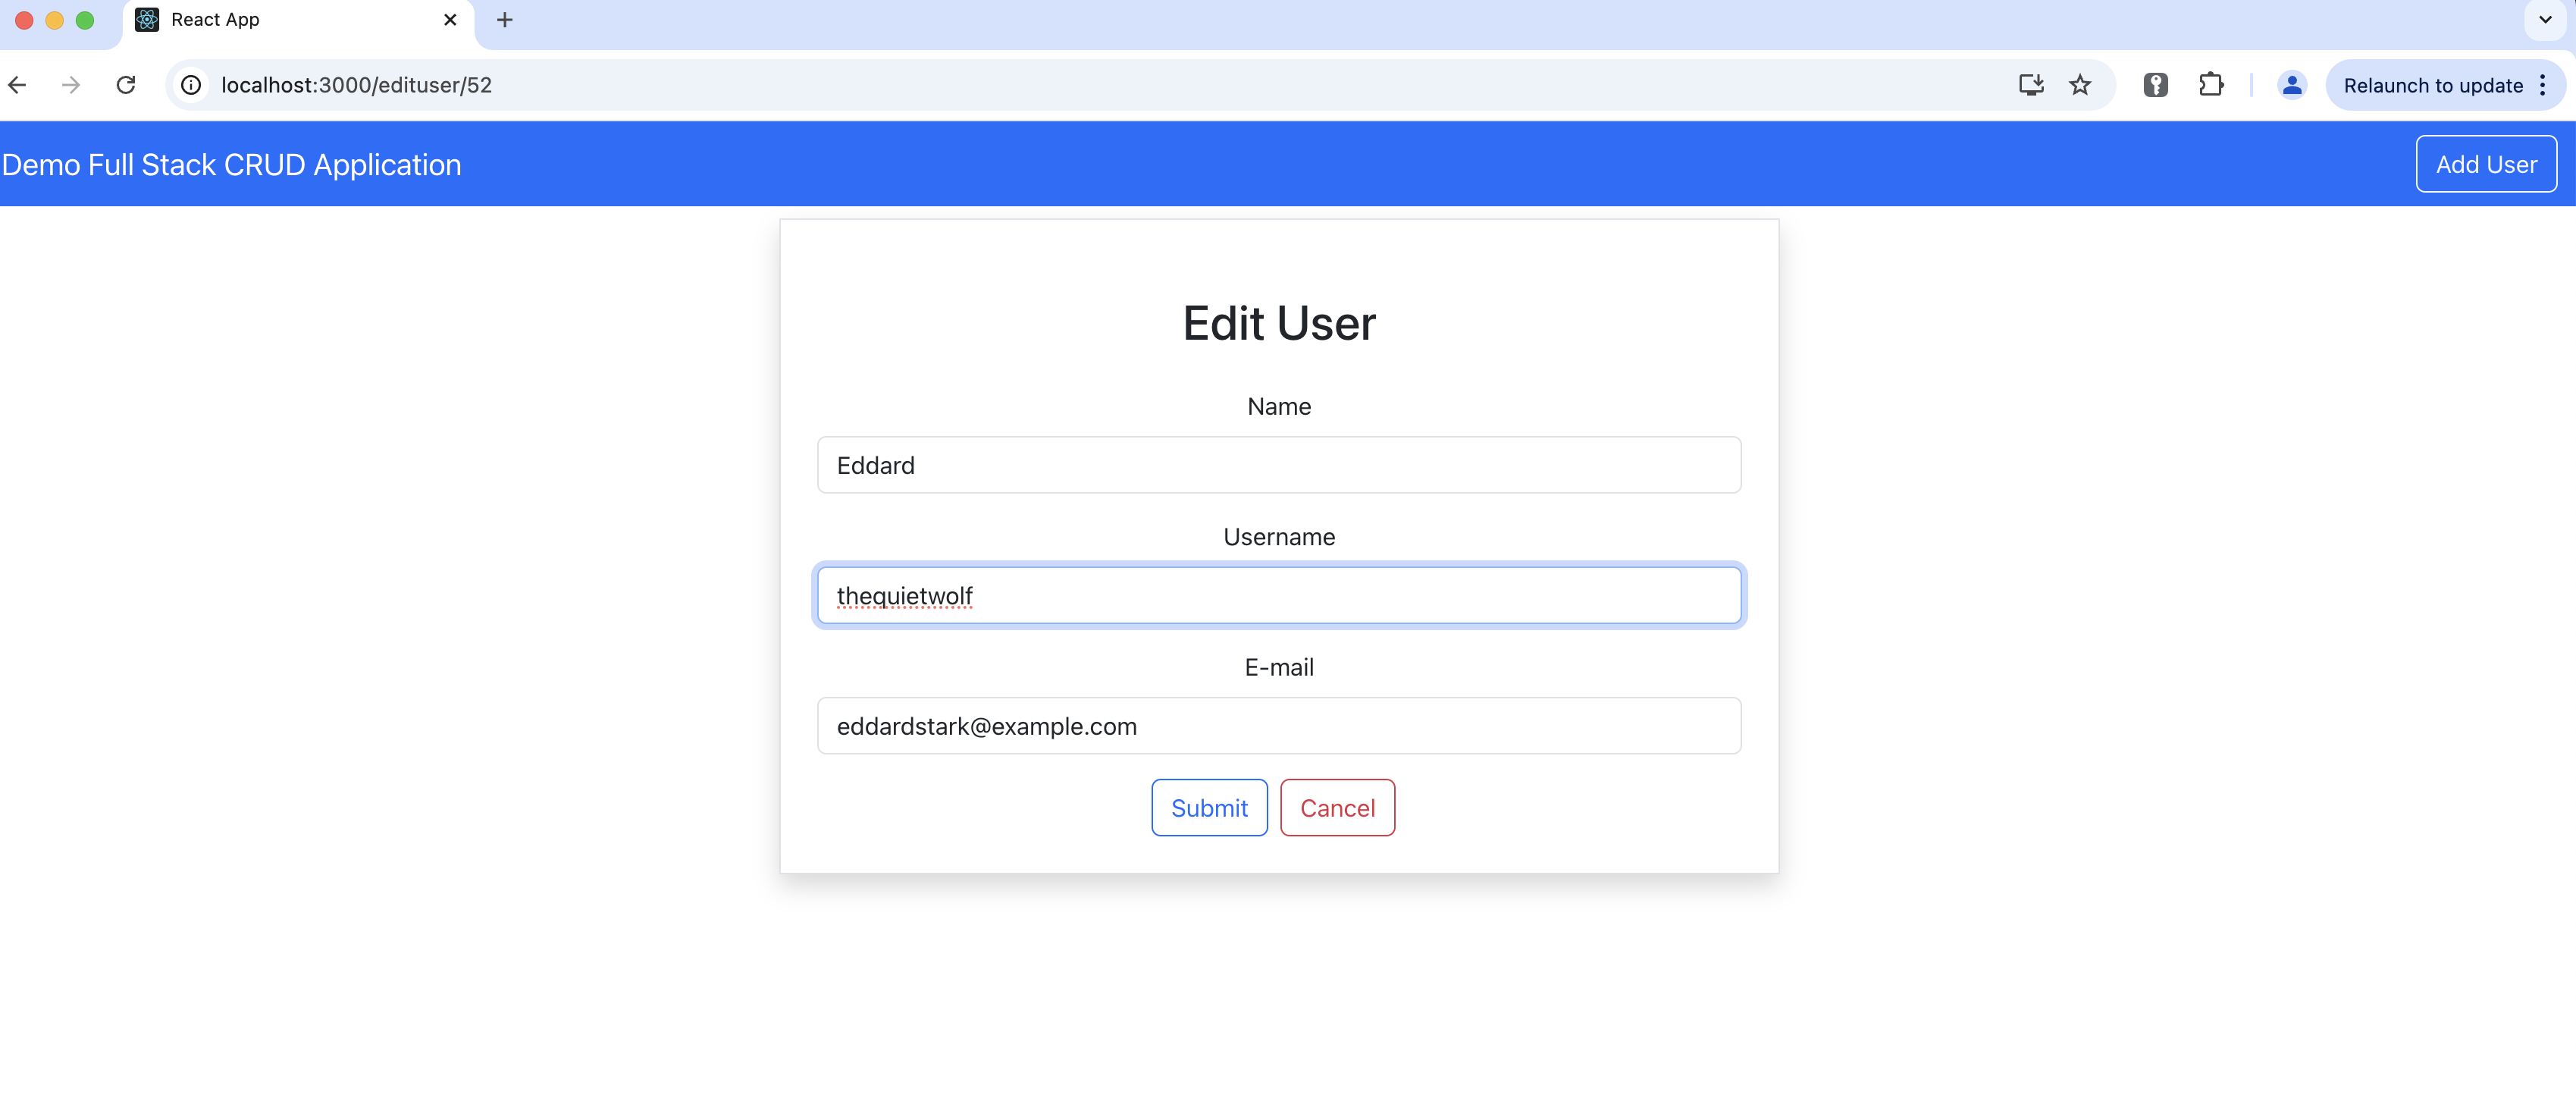 React App
localhost:3000/edituser/52
Relaunch to update
Demo Full Stack CRUD Application
Add User
Edit User
Name
Eddard
Username
thequietwolf
E-mail
eddardstark@example.com
Submit Cancel